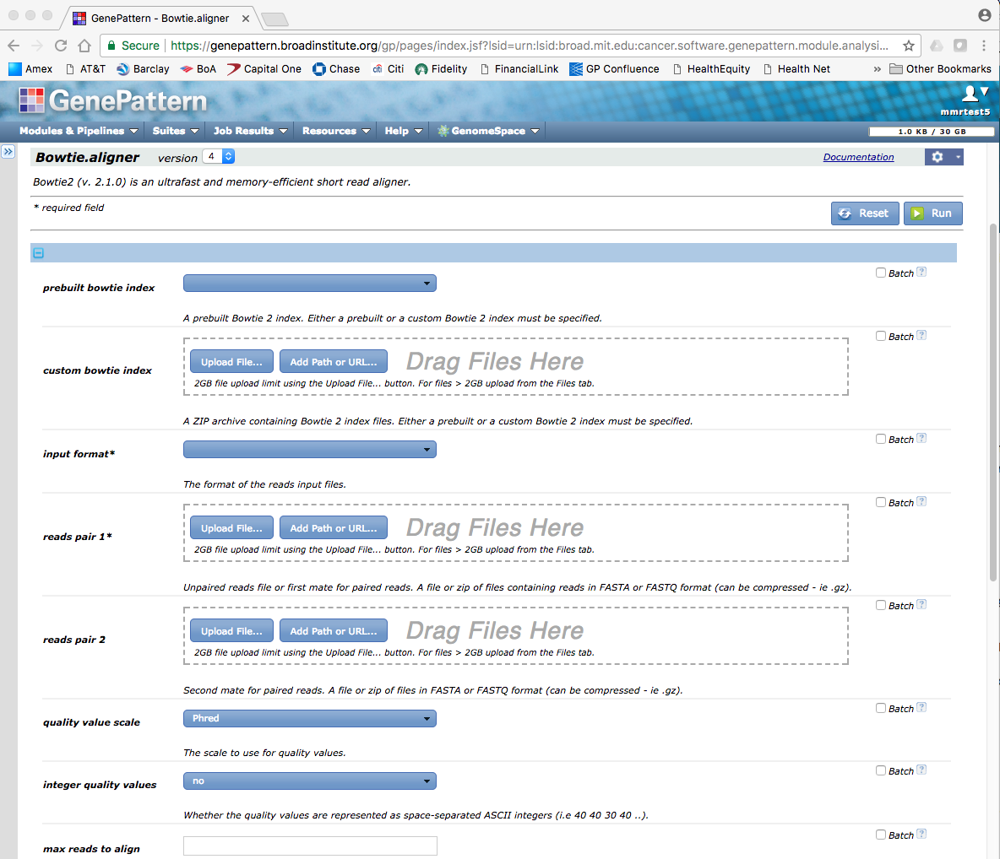 GenePattern - Bowtie.aligner
Secure https://genepattern.broadinstitute.org/gp/pages/index.jsf?lsid=urn:lsid:broad.mit.edu:cancer.software.genepattern.module.analysi...
Amex AT&T Barclay BoA Capital One Chase citi Citi Fidelity FinancialLink GP Confluence HealthEquity Health Net » Other Bookmarks
GenePattern
mmrtest5
Modules & Pipelines Suites Job Results Resources Help GenomeSpace 1.0 KB / 30 GB
Bowtie.aligner version 4 Documentation
Bowtie2 (v. 2.1.0) is an ultrafast and memory-efficient short read aligner.
* required field Reset Run
prebuilt bowtie index Batch ?
A prebuilt Bowtie 2 index. Either a prebuilt or a custom Bowtie 2 index must be specified.
custom bowtie index Upload File... Add Path or URL... Drag Files Here Batch ?
2GB file upload limit using the Upload File... button. For files > 2GB upload from the Files tab.
A ZIP archive containing Bowtie 2 index files. Either a prebuilt or a custom Bowtie 2 index must be specified.
input format* Batch ?
The format of the reads input files.
reads pair 1* Upload File... Add Path or URL... Drag Files Here Batch ?
2GB file upload limit using the Upload File... button. For files > 2GB upload from the Files tab.
Unpaired reads file or first mate for paired reads. A file or zip of files containing reads in FASTA or FASTQ format (can be compressed - ie .gz).
reads pair 2 Upload File... Add Path or URL... Drag Files Here Batch ?
2GB file upload limit using the Upload File... button. For files > 2GB upload from the Files tab.
Second mate for paired reads. A file or zip of files in FASTA or FASTQ format (can be compressed - ie .gz).
quality value scale Phred Batch ?
The scale to use for quality values.
integer quality values no Batch ?
Whether the quality values are represented as space-separated ASCII integers (i.e 40 40 30 40 ..).
max reads to align Batch ?